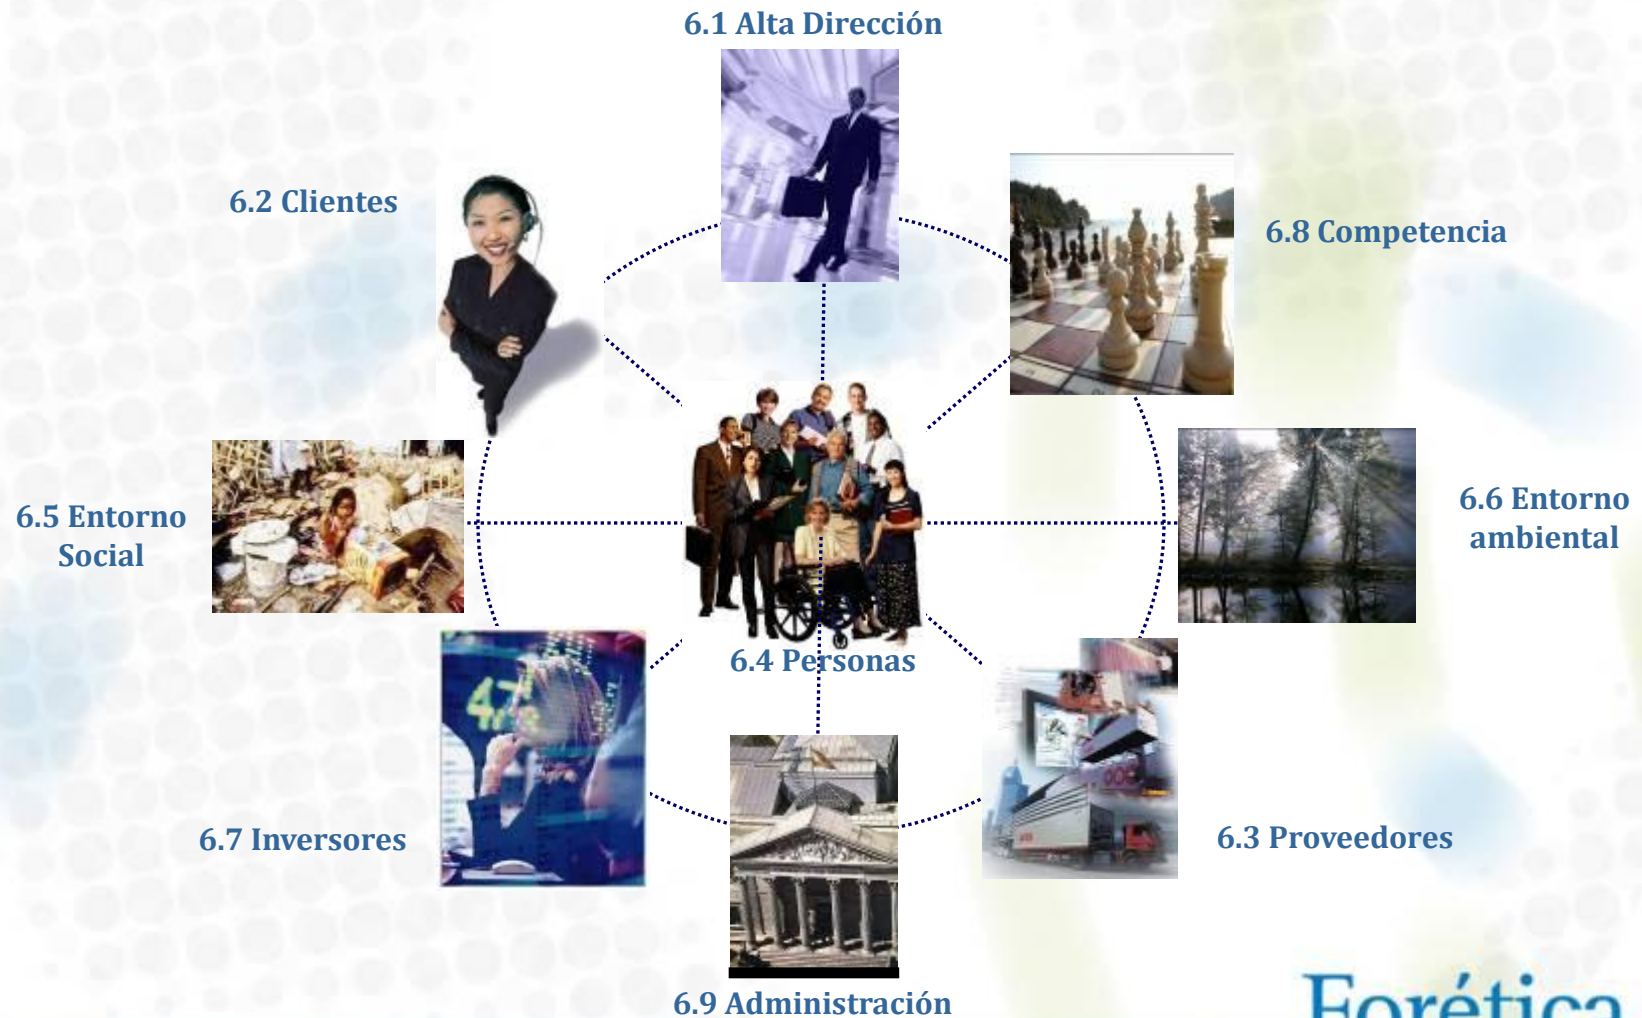 6.1 Alta Dirección
6.2 Clientes
6.8 Competencia
6.5 Entorno
Social
6.6 Entorno
ambiental
6.4 Personas
6.7 Inversores
6.3 Proveedores
6.9 Administración
Forética